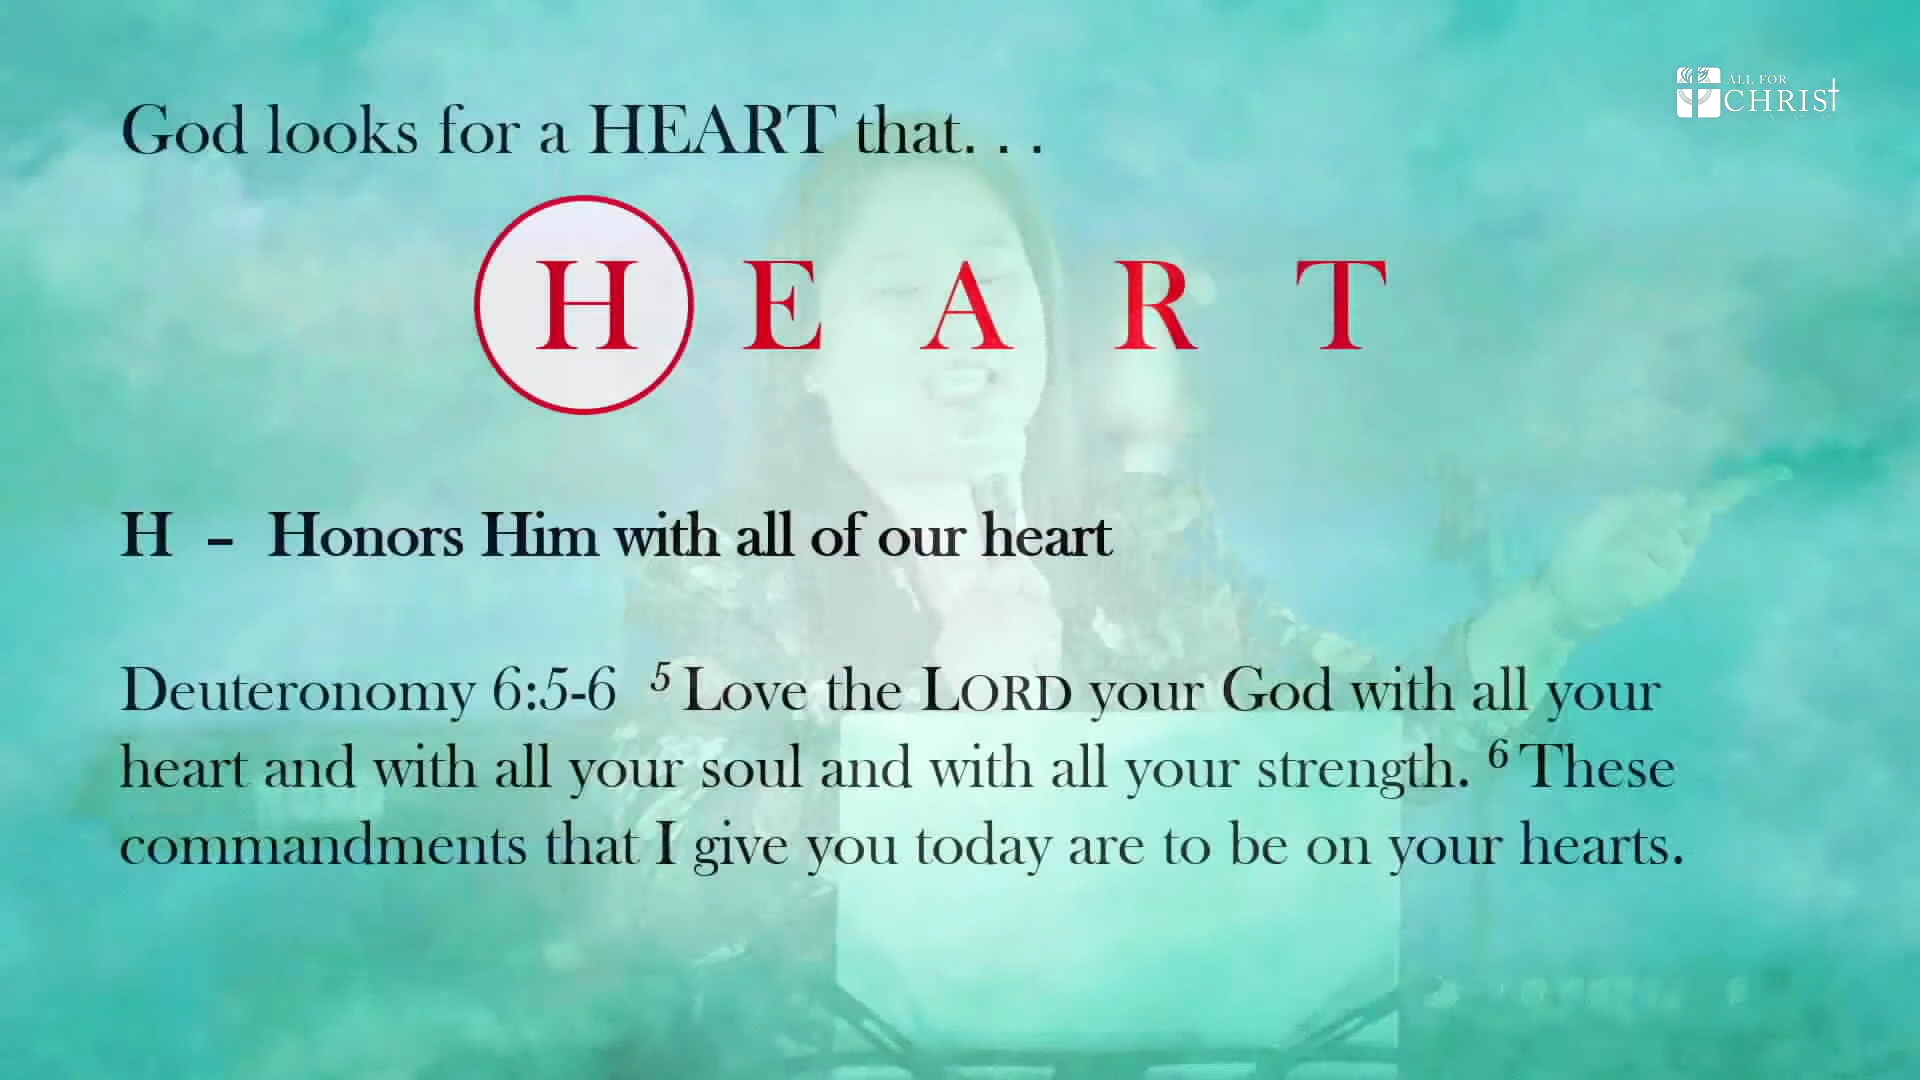 ALL FOR
CHRIST
God looks for a HEART that. . .
H E A R T
H – Honors Him with all of our heart
Deuteronomy 6:5-6 5 Love the LORD your God with all your
heart and with all your soul and with all your strength. 6 These
commandments that I give you today are to be on your hearts.